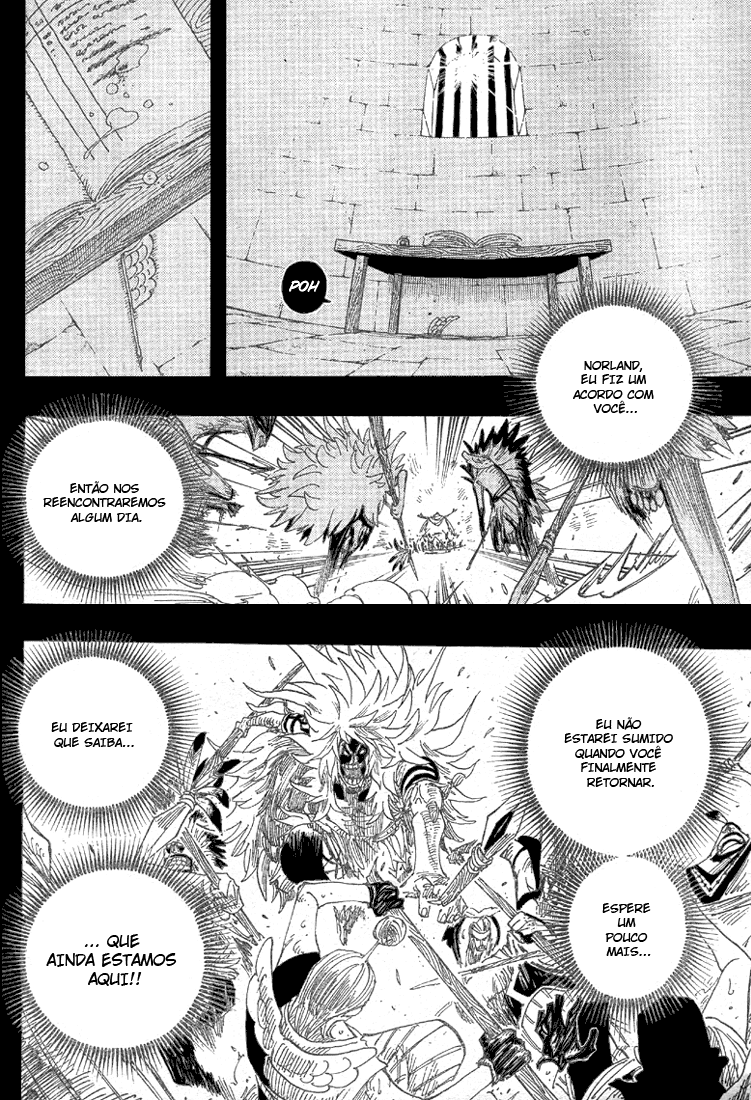 POH
NORLAND,
EU FIZ UM
ACORDO COM
VOCÊ...
ENTÃO NOS
REENCONTRAREMOS
ALGUM DIA.
EU NÃO
ESTAREI SUMIDO
QUANDO VOCÊ
FINALMENTE
RETORNAR.
EU DEIXAREI
QUE SAIBA...
ESPERE
UM
POUCO
MAIS...
... QUE
AINDA ESTAMOS
AQUI!!